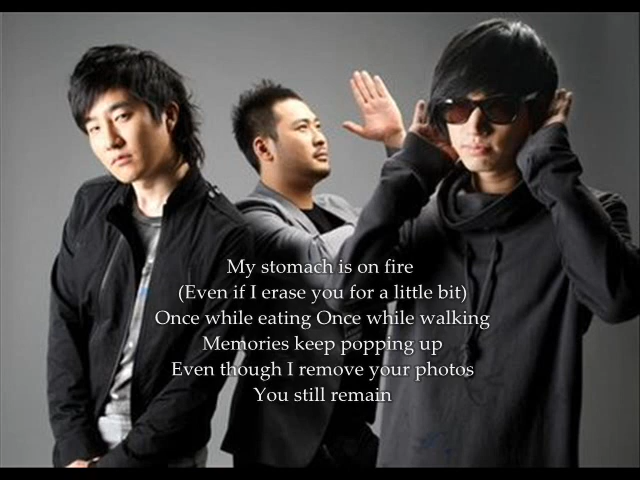 My stomach is on fire
(Even if I erase you for a little bit)
Once while eating Once while walking
Memories keep popping up
Even though I remove your photos
You still remain